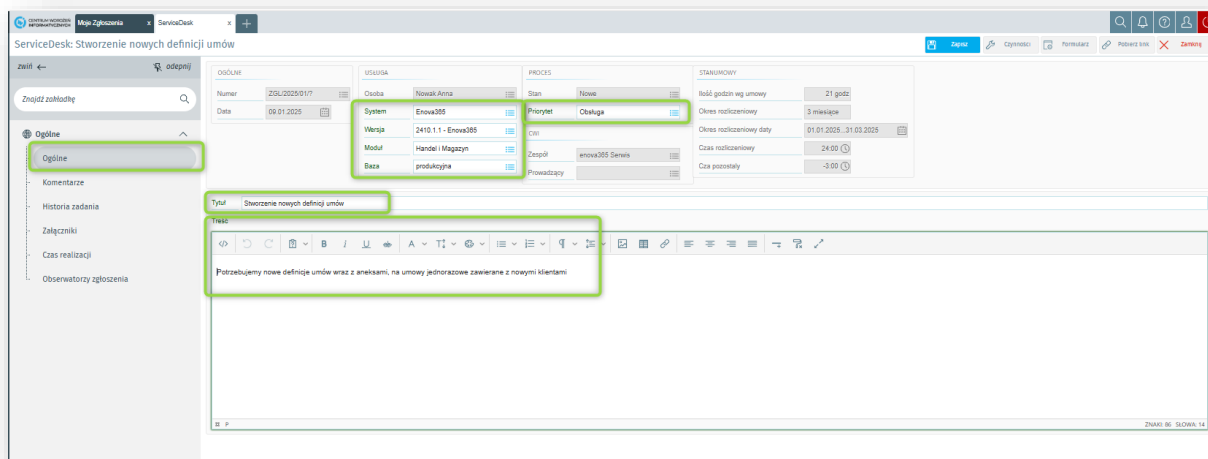 CENTRUM WDROŻEŃ INFORMATYCZNYCH
Moje Zgłoszenia x ServiceDesk x +
ServiceDesk: Stworzenie nowych definicji umów
Zapisz Czynności Formularz Pobierz link Zamknij
zwiń ← odepnij
Znajdź zakładkę
Ogólne
Ogólne
Komentarze
Historia zadania
Załączniki
Czas realizacji
Obserwatorzy zgłoszenia
OGÓLNE
Numer ZGL/2025/01/?
Data 09.01.2025
USŁUGA
Osoba Nowak Anna
System Enova365
Wersja 2410.1.1 - Enova365
Moduł Handel i Magazyn
Baza produkcyjna
PROCES
Stan Nowe
Priorytet Obsługa
CWI
Zespół enova365 Serwis
Prowadzący
STANUMOWY
Ilość godzin wg umowy 21 godz
Okres rozliczeniowy 3 miesiące
Okres rozliczeniowy daty 01.01.2025...31.03.2025
Czas rozliczeniowy 24:00
Cza pozostały -3:00
Tytuł Stworzenie nowych definicji umów
Treść
Potrzebujemy nowe definicje umów wraz z aneksami, na umowy jednorazowe zawierane z nowymi klientami
P
ZNAKI: 86 SŁOWA: 14